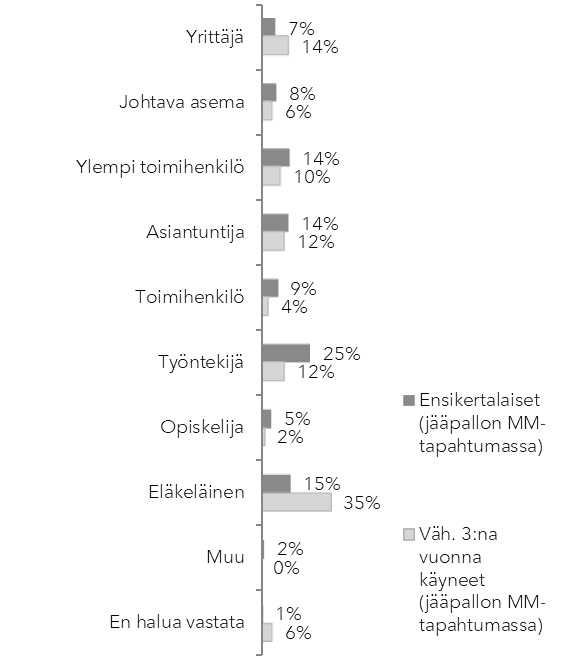 Yrittäjä
7%
14%
Johtava asema
8%
6%
Ylempi toimihenkilö
14%
10%
Asiantuntija
14%
12%
Toimihenkilö
9%
4%
Työntekijä
25%
12%
Opiskelija
5%
2%
Eläkeläinen
15%
35%
Muu
2%
0%
En halua vastata
1%
6%
Ensikertalaiset
(jääpallon MM-
tapahtumassa)
Väh. 3:na
vuonna
käyneet
(jääpallon MM-
tapahtumassa)